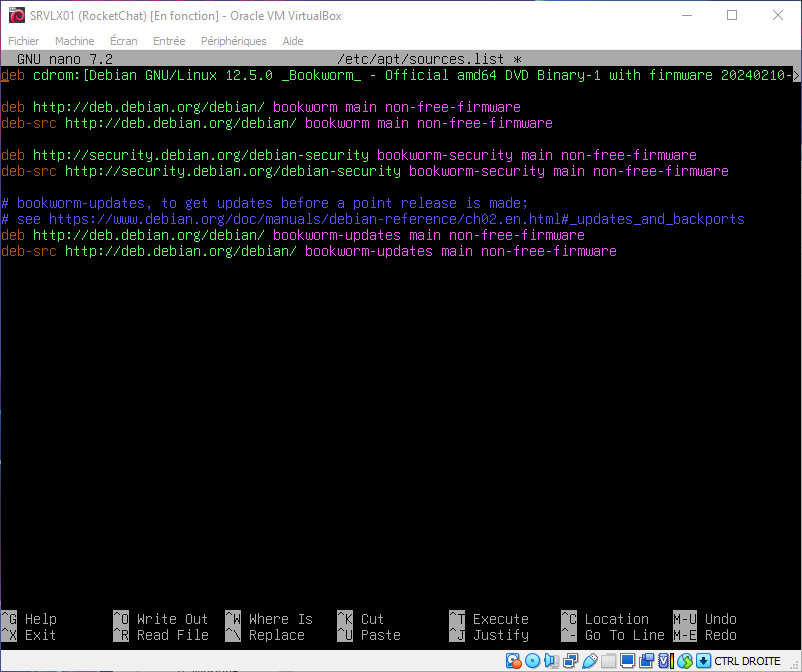 SRVLX01 (RocketChat) [En fonction] - Oracle VM VirtualBox
Fichier Machine Écran Entrée Périphériques Aide
GNU nano 7.2 /etc/apt/sources.list *
deb cdrom:[Debian GNU/Linux 12.5.0 _Bookworm_ - Official amd64 DVD Binary-1 with firmware 20240210->
deb http://deb.debian.org/debian/ bookworm main non-free-firmware
deb-src http://deb.debian.org/debian/ bookworm main non-free-firmware
deb http://security.debian.org/debian-security bookworm-security main non-free-firmware
deb-src http://security.debian.org/debian-security bookworm-security main non-free-firmware
# bookworm-updates, to get updates before a point release is made;
# see https://www.debian.org/doc/manuals/debian-reference/ch02.en.html#_updates_and_backports
deb http://deb.debian.org/debian/ bookworm-updates main non-free-firmware
deb-src http://deb.debian.org/debian/ bookworm-updates main non-free-firmware
^G Help ^O Write Out ^W Where Is ^K Cut ^T Execute ^C Location M-U Undo
^X Exit ^R Read File ^\ Replace ^U Paste ^J Justify ^_ Go To Line M-E Redo
CTRL DROITE